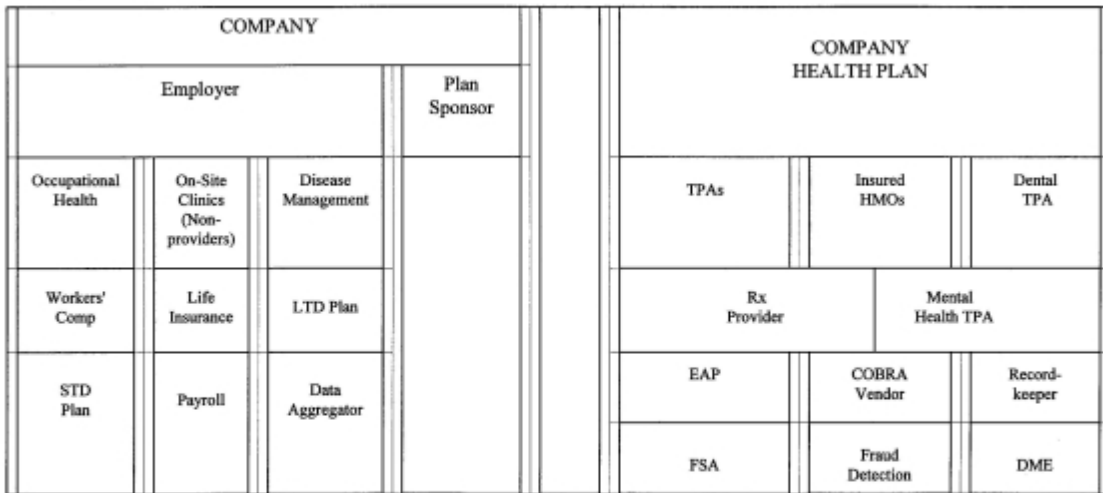 COMPANY
Employer
Plan
Sponsor
Occupational
Health
On-Site
Clinics
(Non-
providers)
Disease
Management
Workers'
Comp
Life
Insurance
LTD Plan
STD
Plan
Payroll
Data
Aggregator
COMPANY
HEALTH PLAN
TPAs
Insured
HMOs
Dental
TPA
Rx
Provider
Mental
Health TPA
EAP
COBRA
Vendor
Record-
keeper
FSA
Fraud
Detection
DME